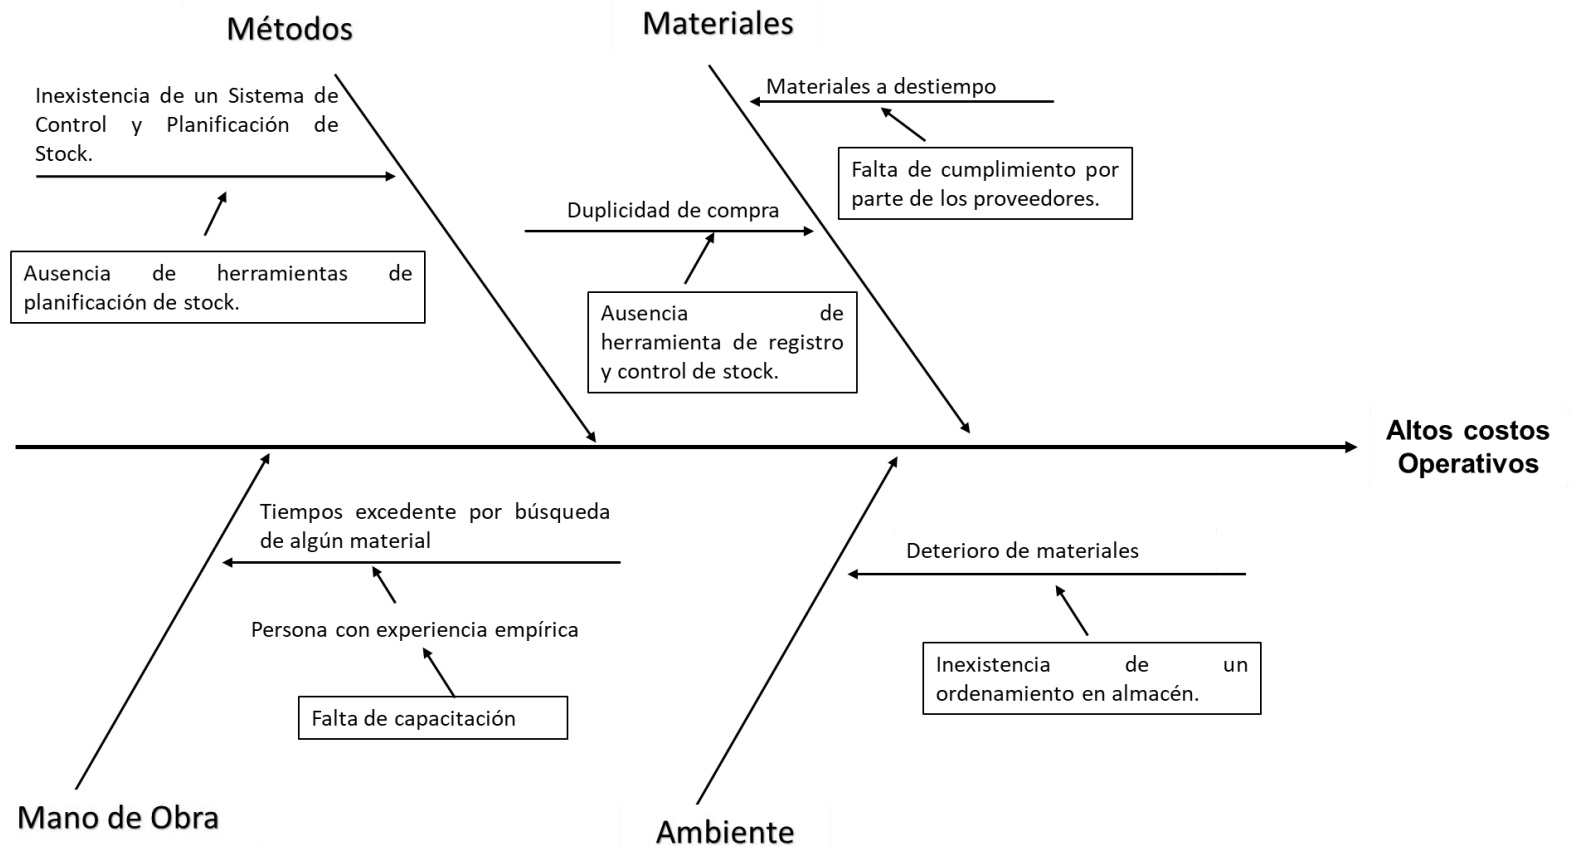 Métodos
Materiales
Inexistencia de un Sistema de
Control y Planificación de
Stock.
Materiales a destiempo
Falta de cumplimiento por
parte de los proveedores.
Duplicidad de compra
Ausencia de herramientas de
planificación de stock.
Ausencia de
herramienta de registro
y control de stock.
Altos costos
Operativos
Tiempos excedente por búsqueda
de algún material
Persona con experiencia empírica
Falta de capacitación
Deterioro de materiales
Inexistencia de un
ordenamiento en almacén.
Mano de Obra
Ambiente